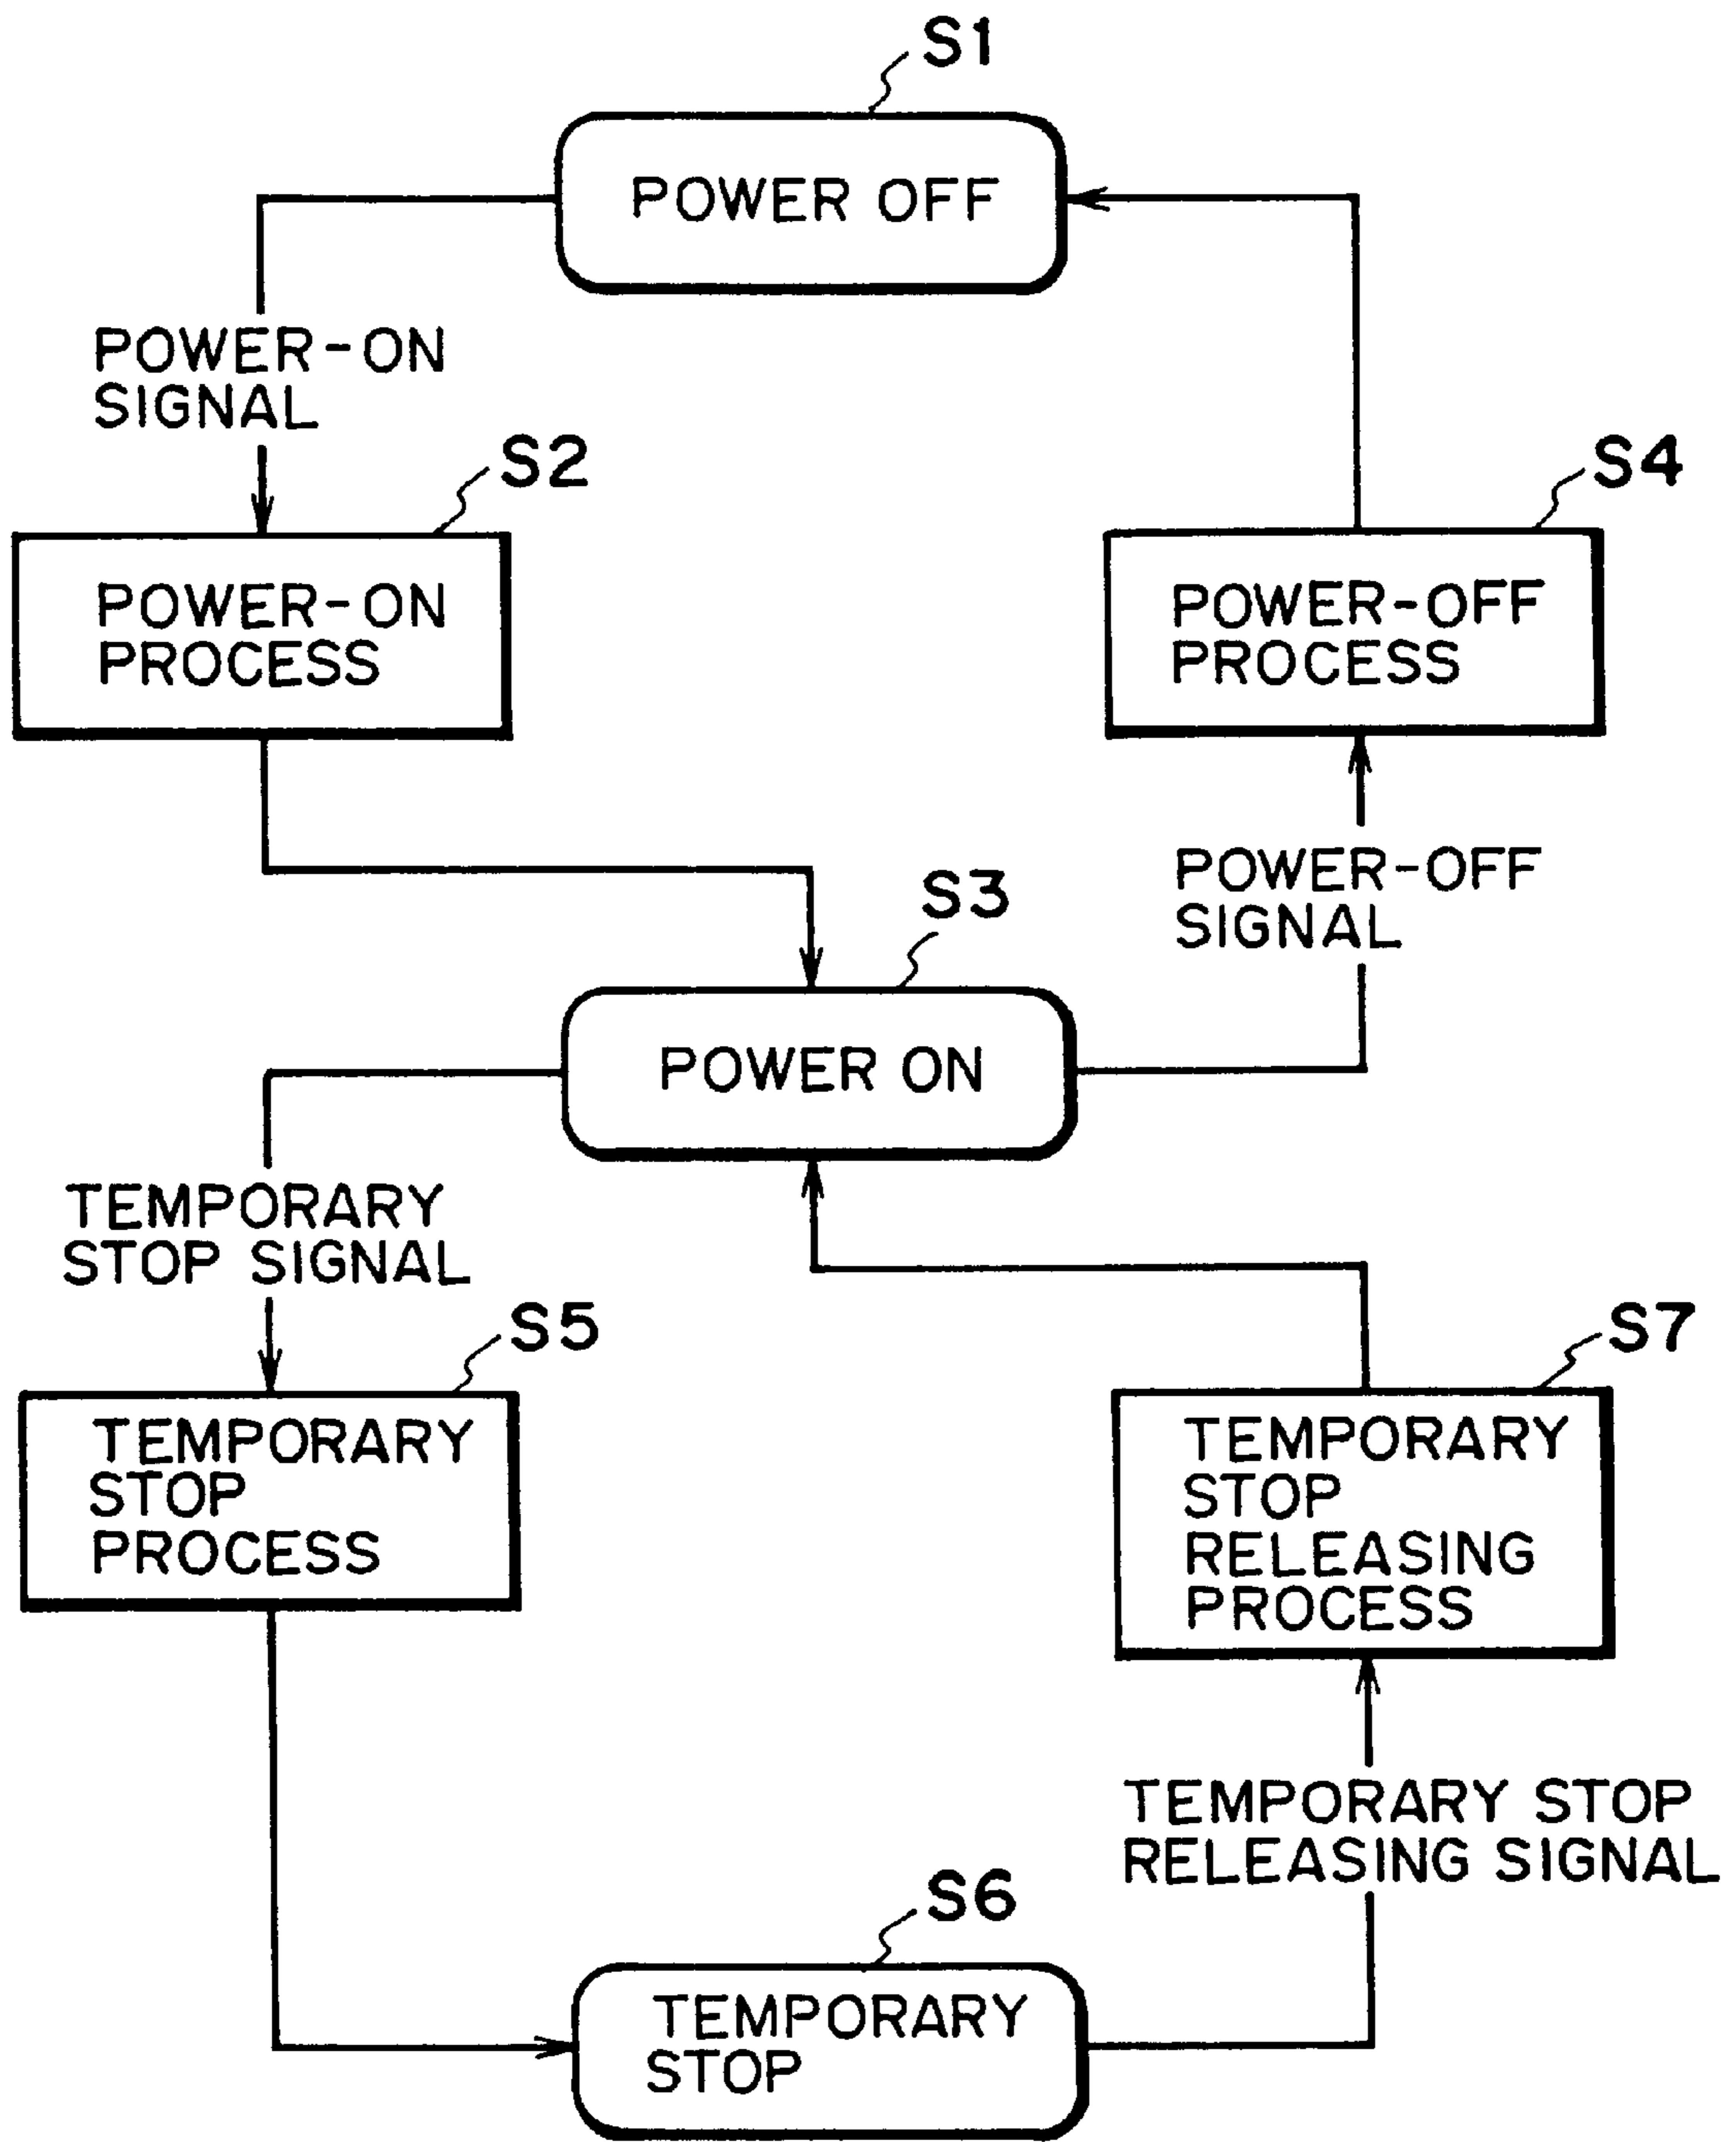 S1
POWER OFF
POWER-ON
SIGNAL
S2
S4
POWER-ON
PROCESS
POWER-OFF
PROCESS
POWER-OFF
SIGNAL
S3
POWER ON
TEMPORARY
STOP SIGNAL
S5
S7
TEMPORARY
STOP
PROCESS
TEMPORARY
STOP
RELEASING
PROCESS
TEMPORARY STOP
RELEASING SIGNAL
S6
TEMPORARY
STOP